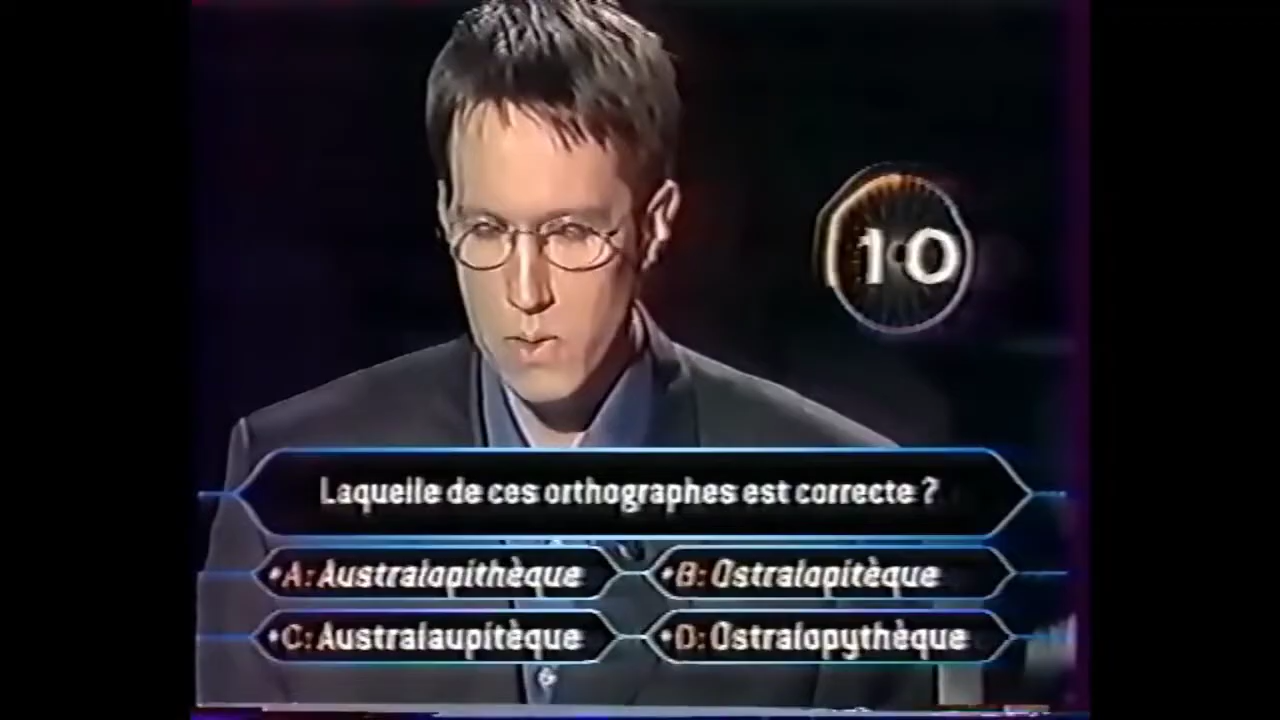 10
Laquelle de ces orthographes est correcte ?
•A: Australopithèque
•B: Ostralopitèque
•C: Australaupitèque
•D: Ostralopythèque